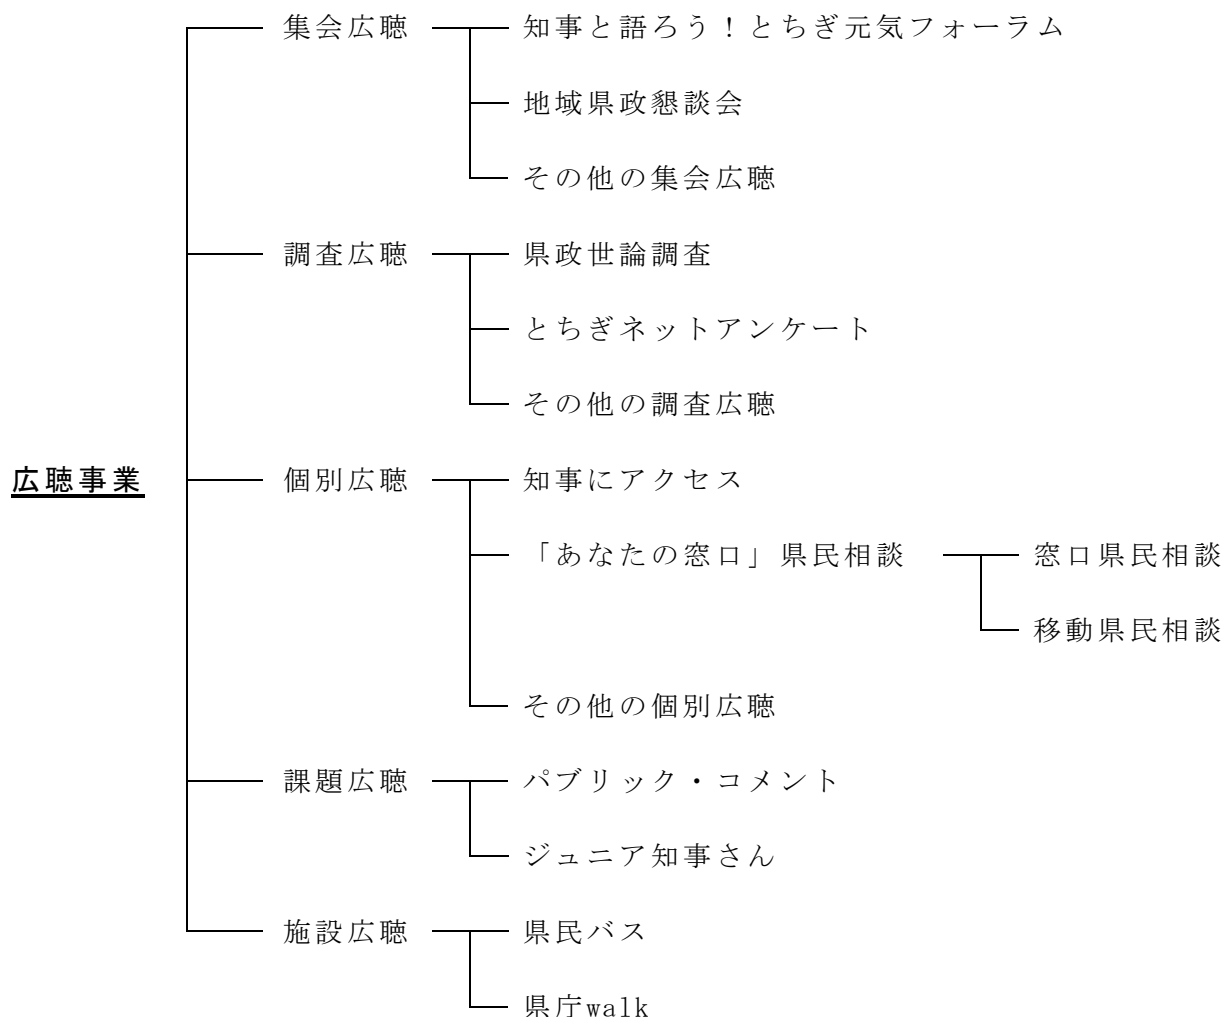 集会広聴 知事と語ろう！とちぎ元気フォーラム
地域県政懇談会
その他の集会広聴
調査広聴 県政世論調査
とちぎネットアンケート
その他の調査広聴
広聴事業 個別広聴 知事にアクセス
「あなたの窓口」県民相談 窓口県民相談
移動県民相談
その他の個別広聴
課題広聴 パブリック・コメント
ジュニア知事さん
施設広聴 県民バス
県庁walk